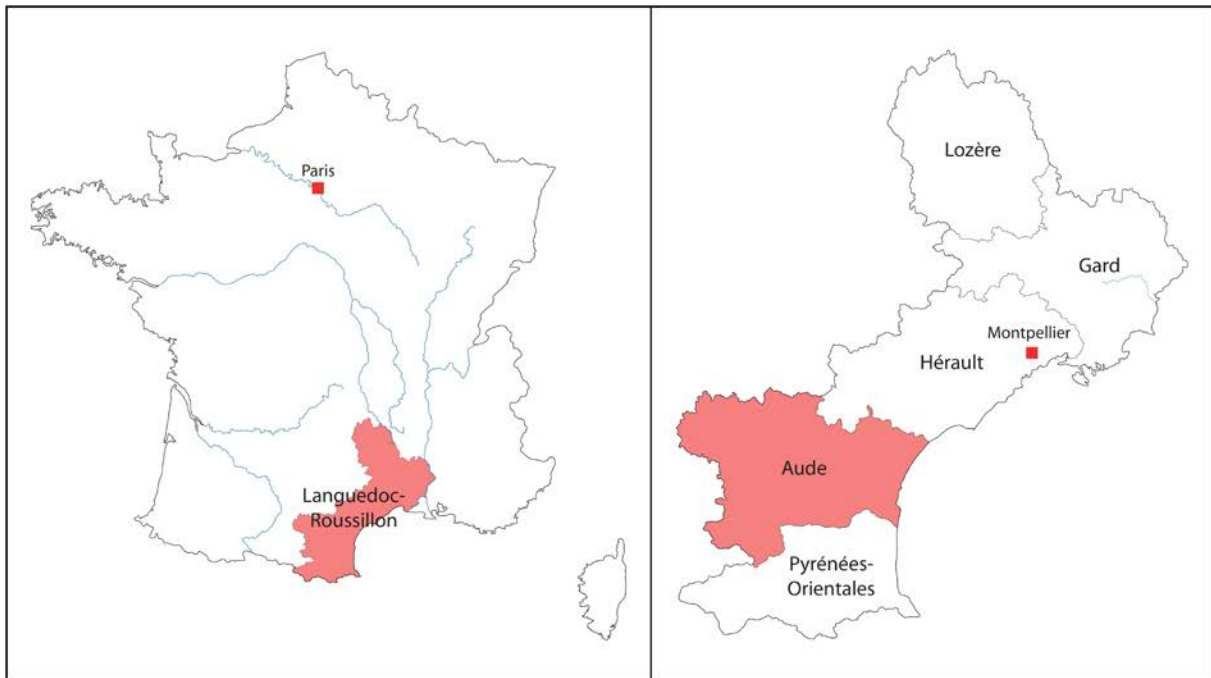 Paris
Languedoc-
Roussillon
Lozère
Gard
Montpellier
Hérault
Aude
Pyrénées-
Orientales